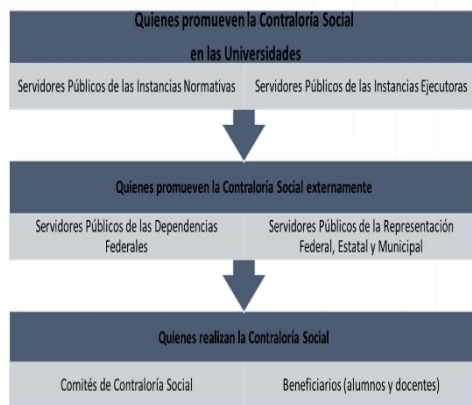 Quienes promueven la Contraloría Social
en las Universidades
Servidores Públicos de las Instancias Normativas
Servidores Públicos de las Instancias Ejecutoras
Quienes promueven la Contraloría Social externamente
Servidores Públicos de las Dependencias
Federales
Servidores Públicos de la Representación
Federal, Estatal y Municipal
Quienes realizan la Contraloría Social
Comités de Contraloría Social
Beneficiarios (alumnos y docentes)